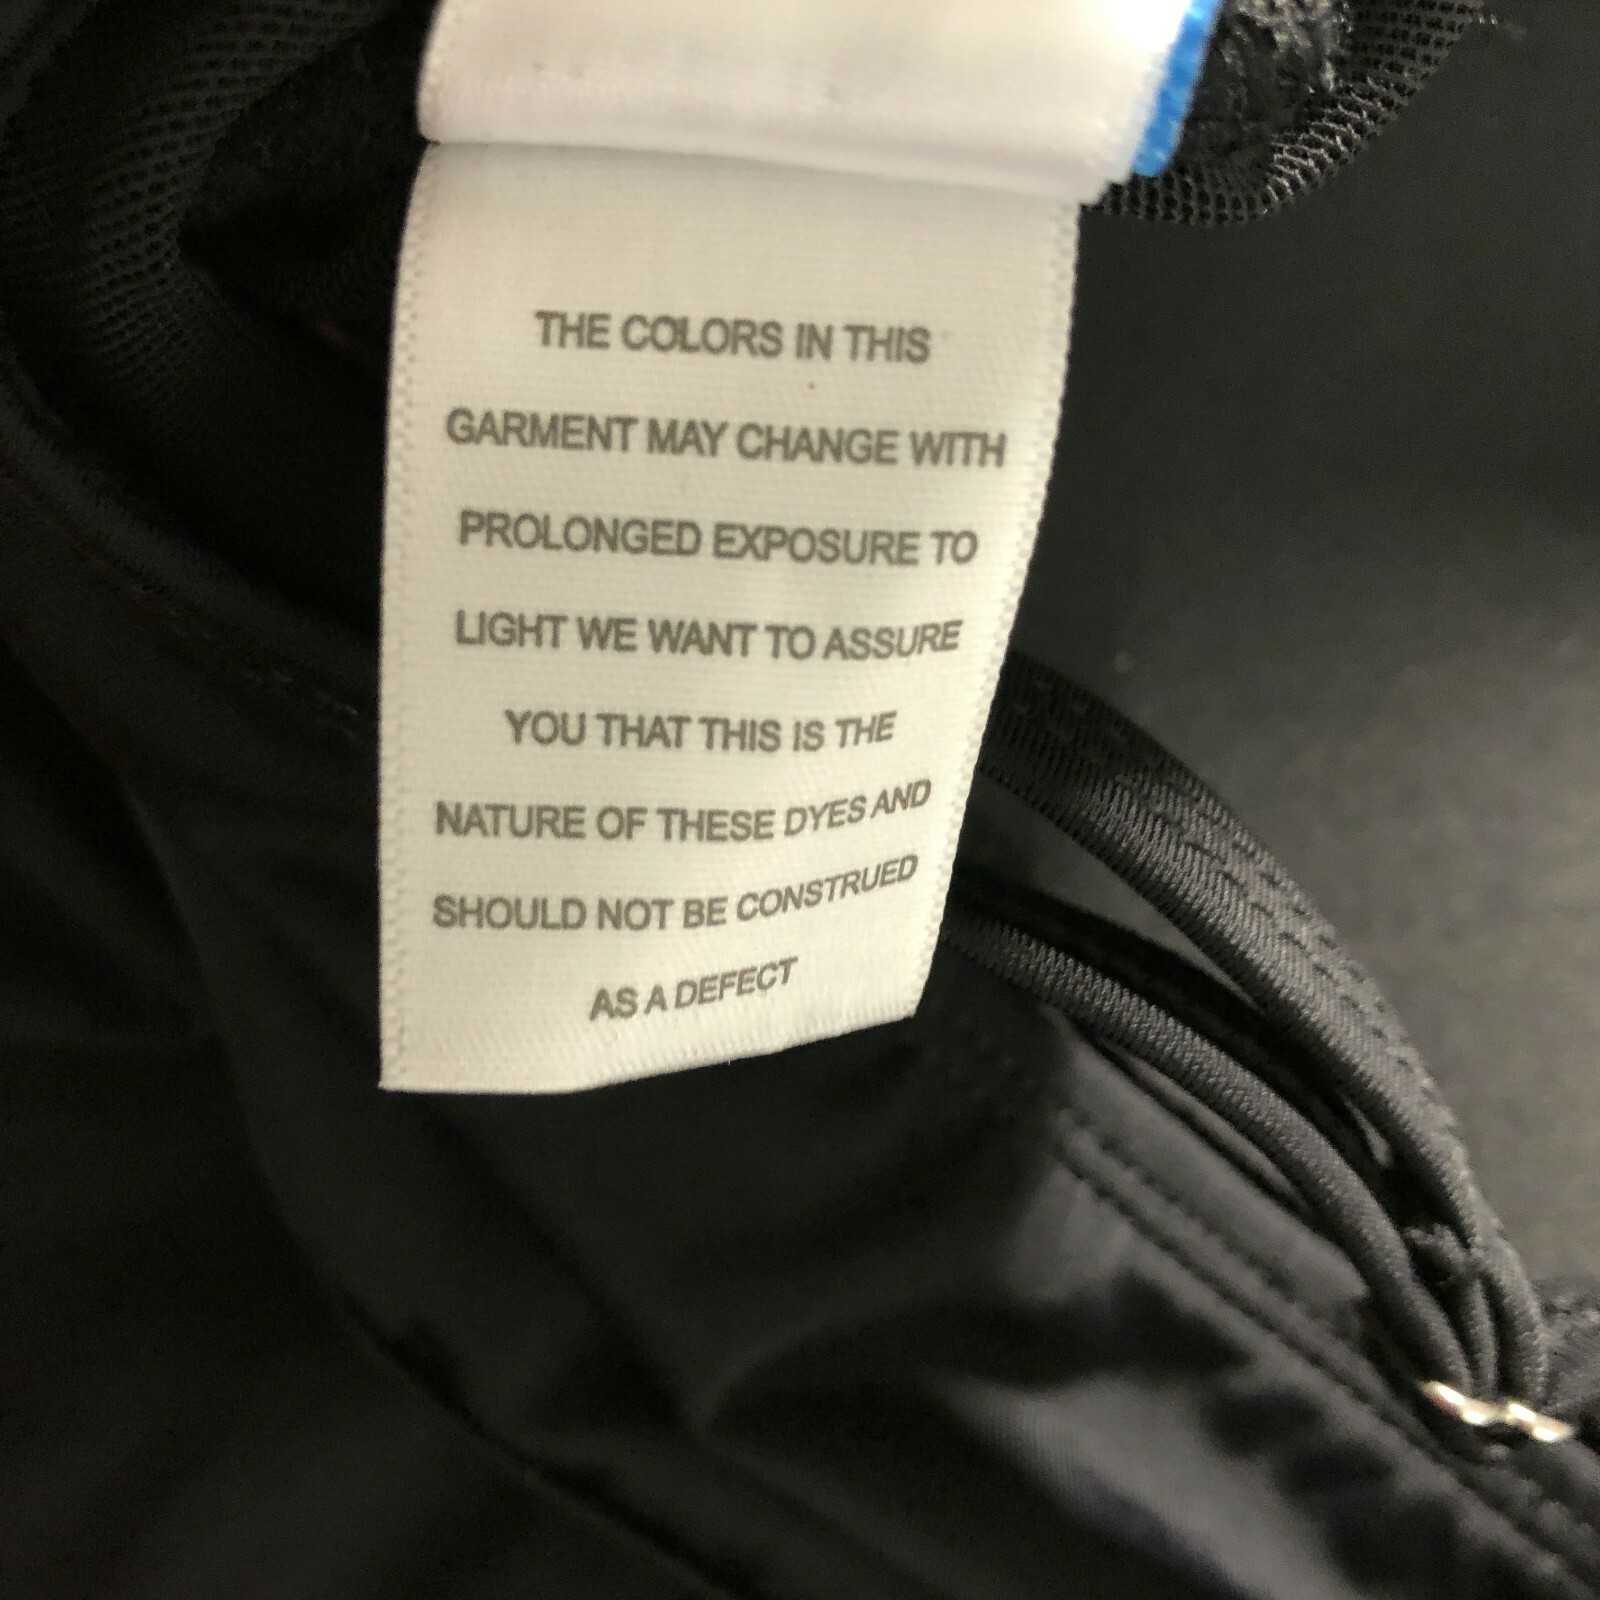 THE COLORS IN THIS
GARMENT MAY CHANGE WITH
PROLONGED EXPOSURE TO
LIGHT WE WANT TO ASSURE
YOU THAT THIS IS THE
NATURE OF THESE DYES AND
SHOULD NOT BE CONSTRUED
AS A DEFECT